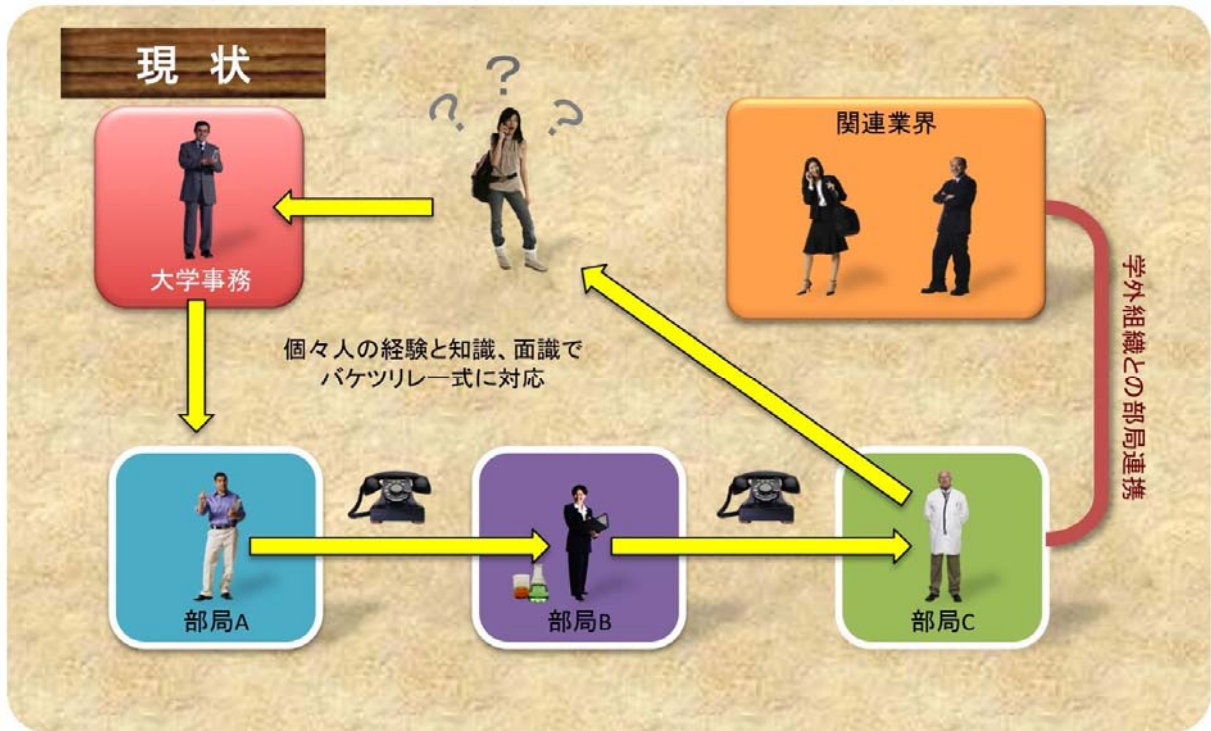 現 状
? ? ?
関連業界
大学事務
個々人の経験と知識、面識で
バケツリレー式に対応
学外組織との部局連携
部局A
部局B
部局C